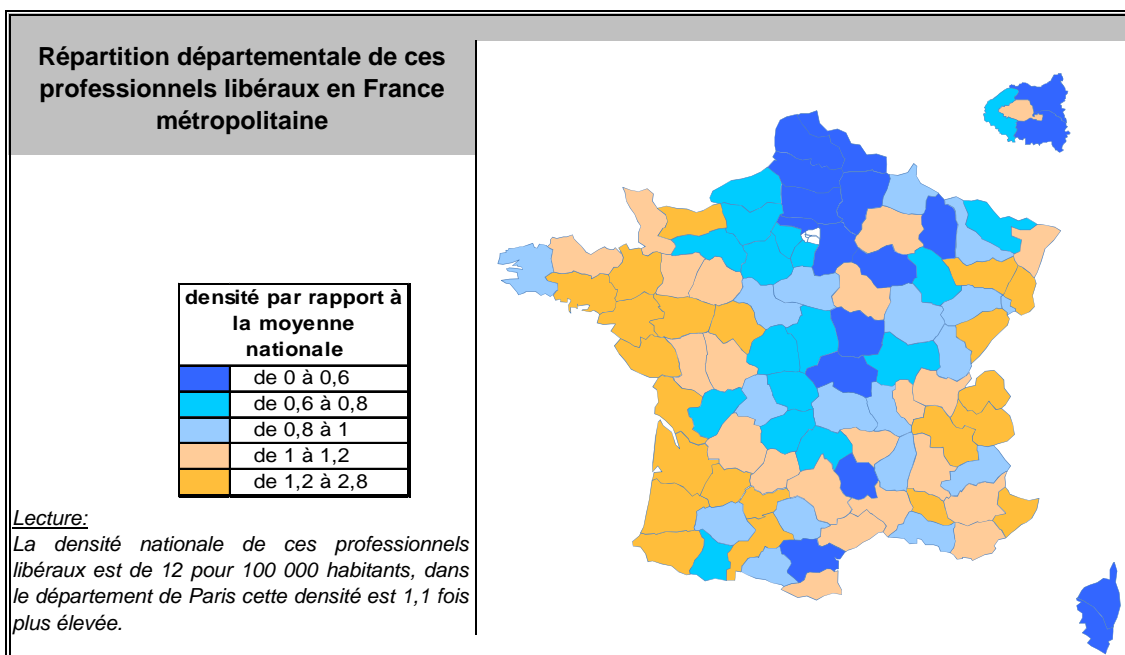 Répartition départementale de ces
professionnels libéraux en France
métropolitaine
densité par rapport à
la moyenne
nationale
de 0 à 0,6
de 0,6 à 0,8
de 0,8 à 1
de 1 à 1,2
de 1,2 à 2,8
Lecture:
La densité nationale de ces professionnels
libéraux est de 12 pour 100 000 habitants, dans
le département de Paris cette densité est 1,1 fois
plus élevée.